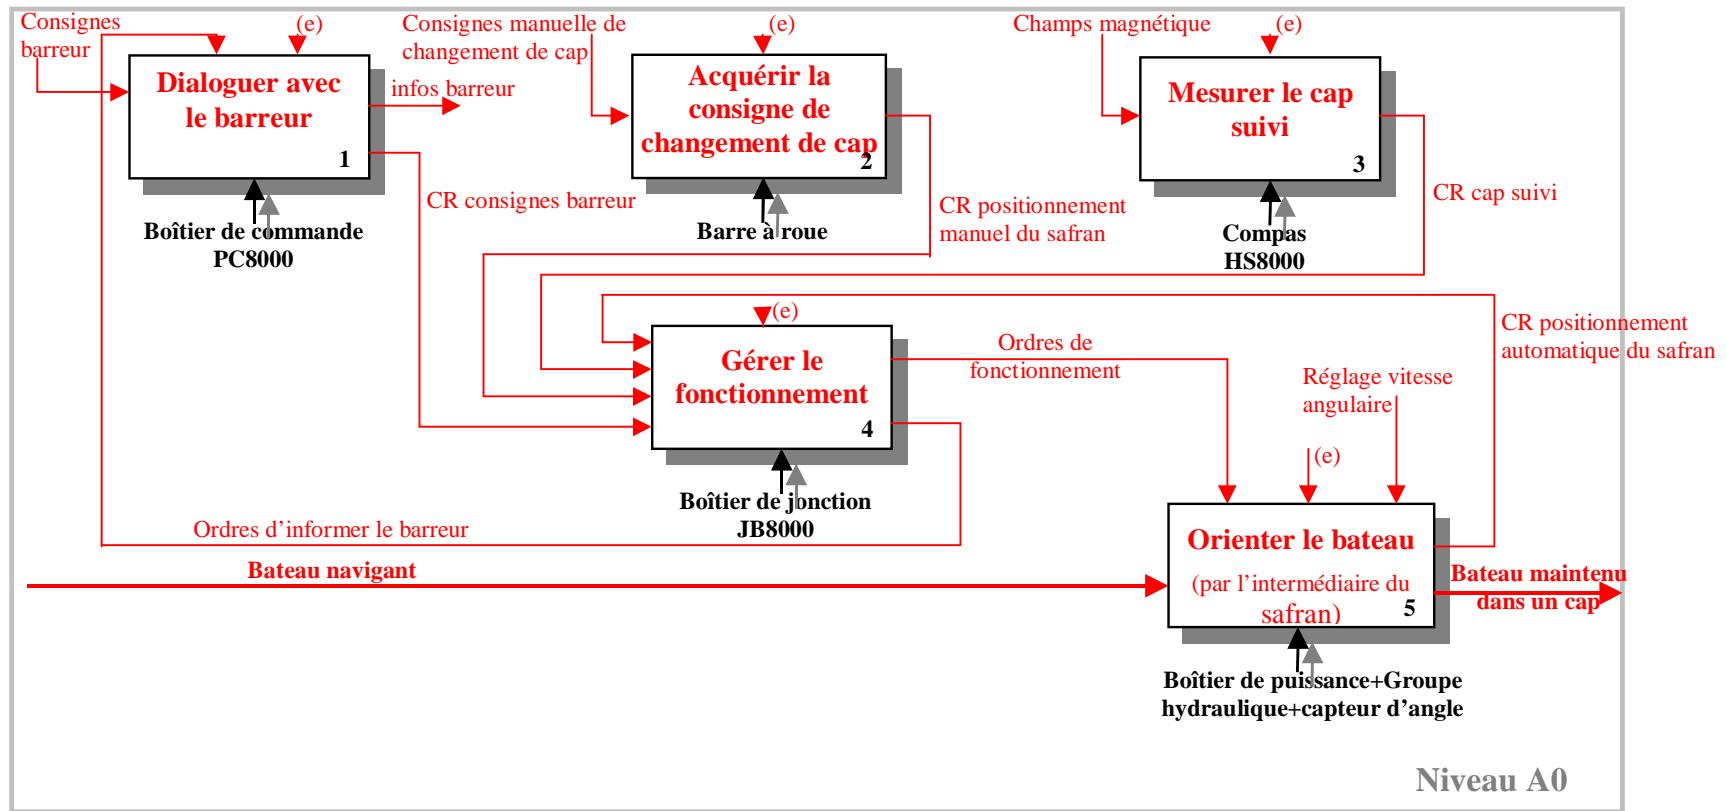 Consignes
barreur
(e)
Dialoguer avec
le barreur
1
infos barreur
Boîtier de commande
PC8000
CR consignes barreur
Consignes manuelle de
changement de cap
(e)
Acquérir la
consigne de
changement de cap
2
Barre à roue
CR positionnement
manuel du safran
Champs magnétique
(e)
Mesurer le cap
suivi
3
Compas
HS8000
CR cap suivi
(e)
Gérer le
fonctionnement
4
Boîtier de jonction
JB8000
Ordres de
fonctionnement
CR positionnement
automatique du safran
Réglage vitesse
angulaire
(e)
Ordres d’informer le barreur
Bateau navigant
Orienter le bateau
(par l’intermédiaire du
safran)
5
Bateau maintenu
dans un cap
Boîtier de puissance+Groupe
hydraulique+capteur d’angle
Niveau A0